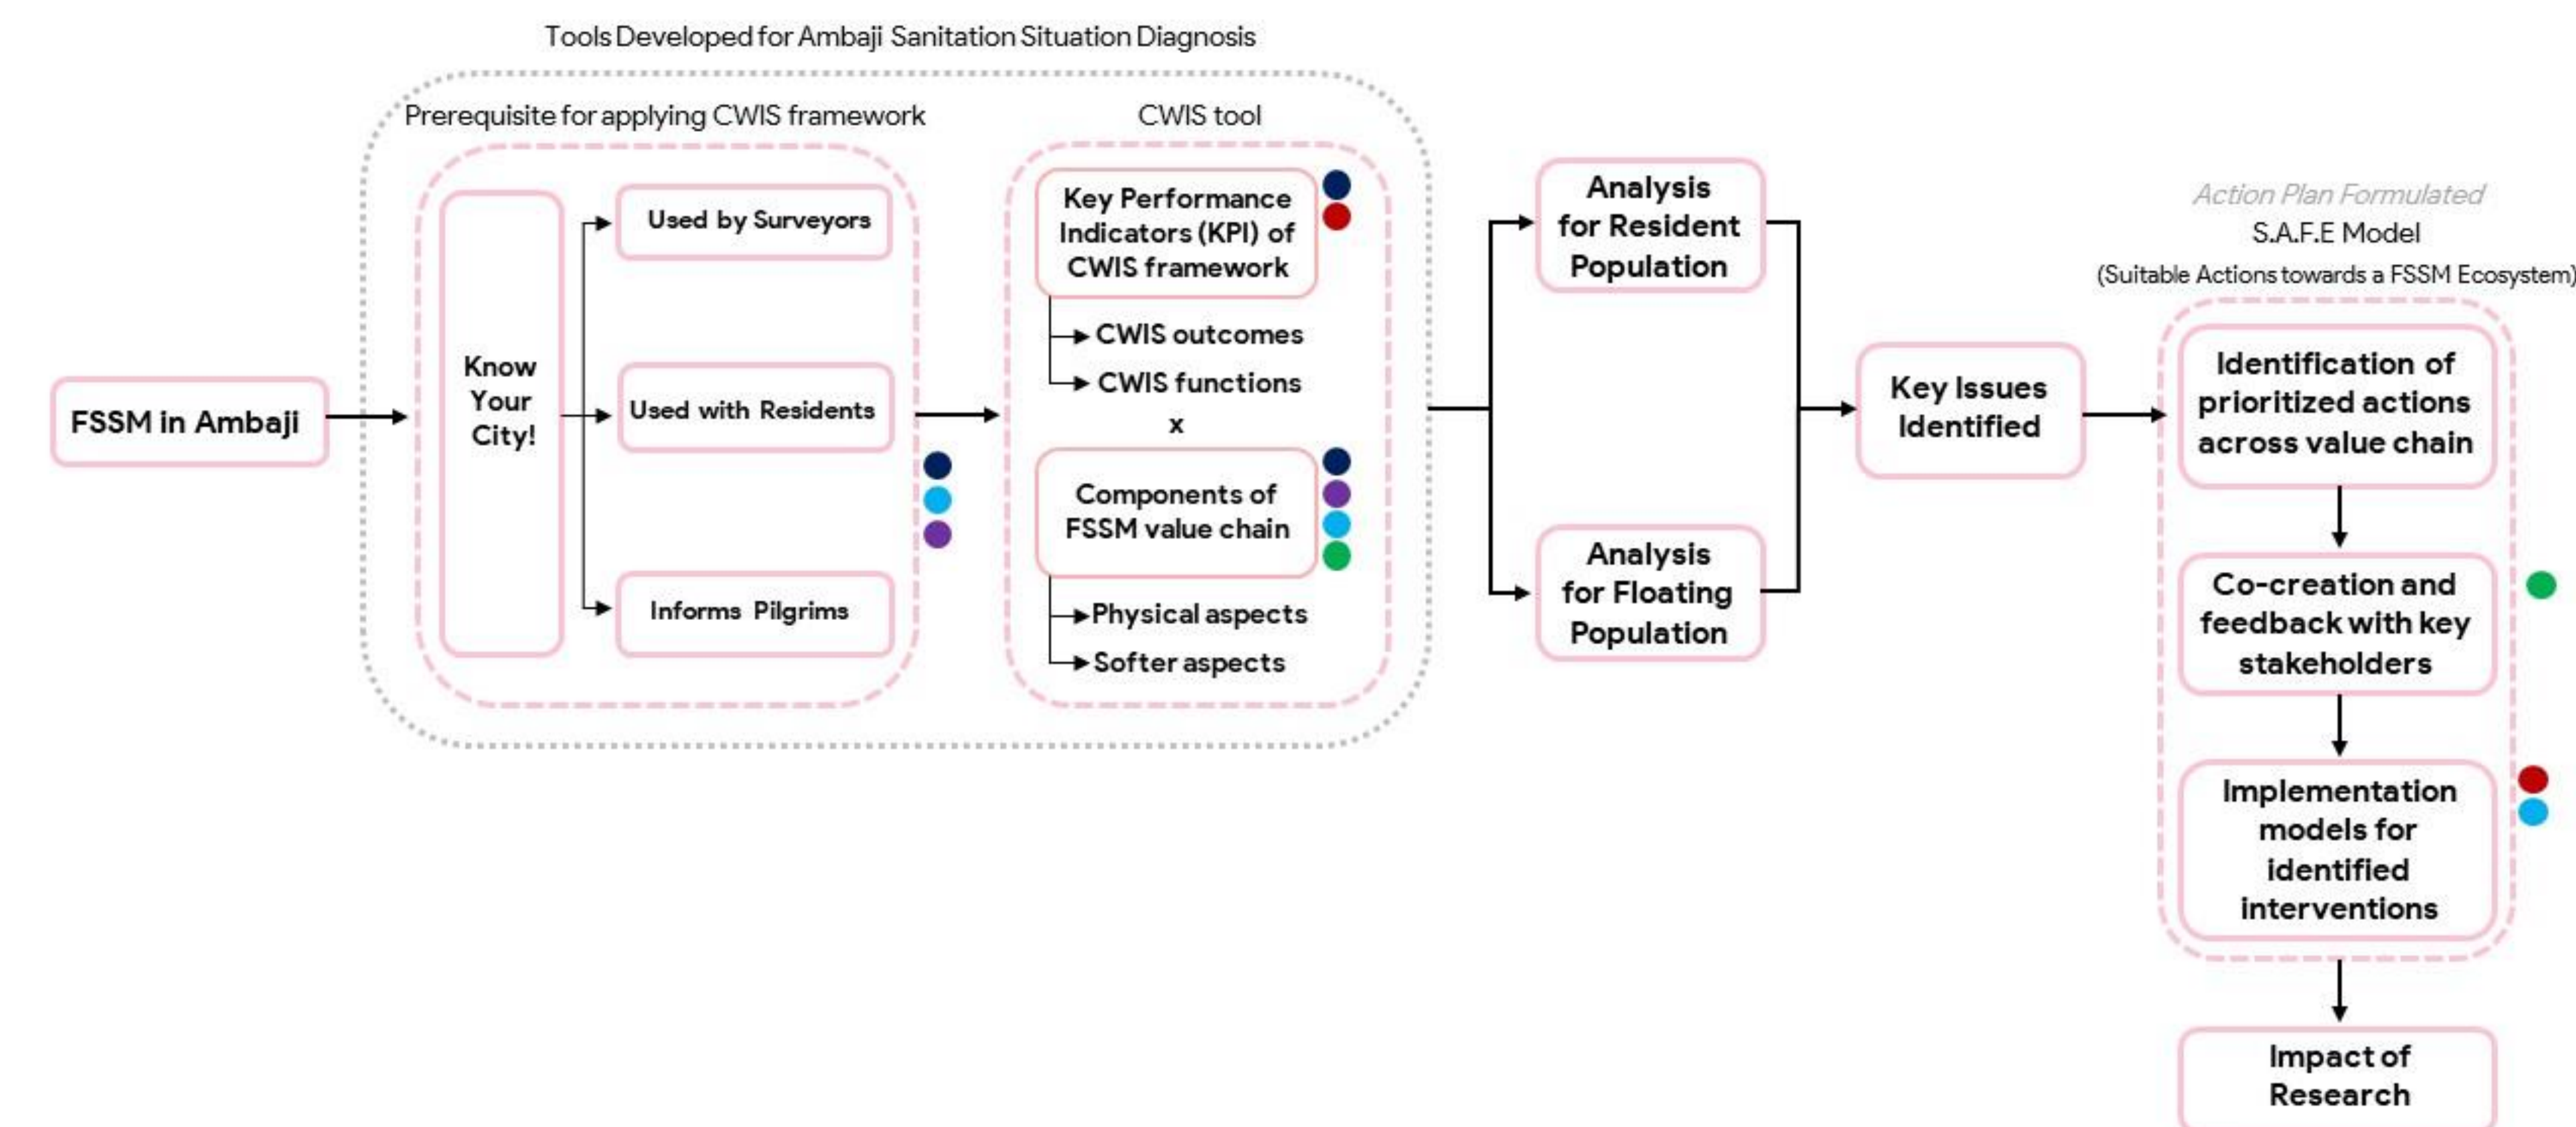 Tools Developed for Ambaji Sanitation Situation Diagnosis
Prerequisite for applying CWIS framework
CWIS tool
FSSM in Ambaji
Know
Your
City!
Used by Surveyors
Used with Residents
Informs Pilgrims
Key Performance
Indicators (KPI) of
CWIS framework
CWIS outcomes
CWIS functions
x
Components of
FSSM value chain
Physical aspects
Softer aspects
Analysis
for Resident
Population
Analysis
for Floating
Population
Key Issues
Identified
Action Plan Formulated
S.A.F.E Model
(Suitable Actions towards a FSSM Ecosystem)
Identification of
prioritized actions
across value chain
Co-creation and
feedback with key
stakeholders
Implementation
models for
identified
interventions
Impact of
Research